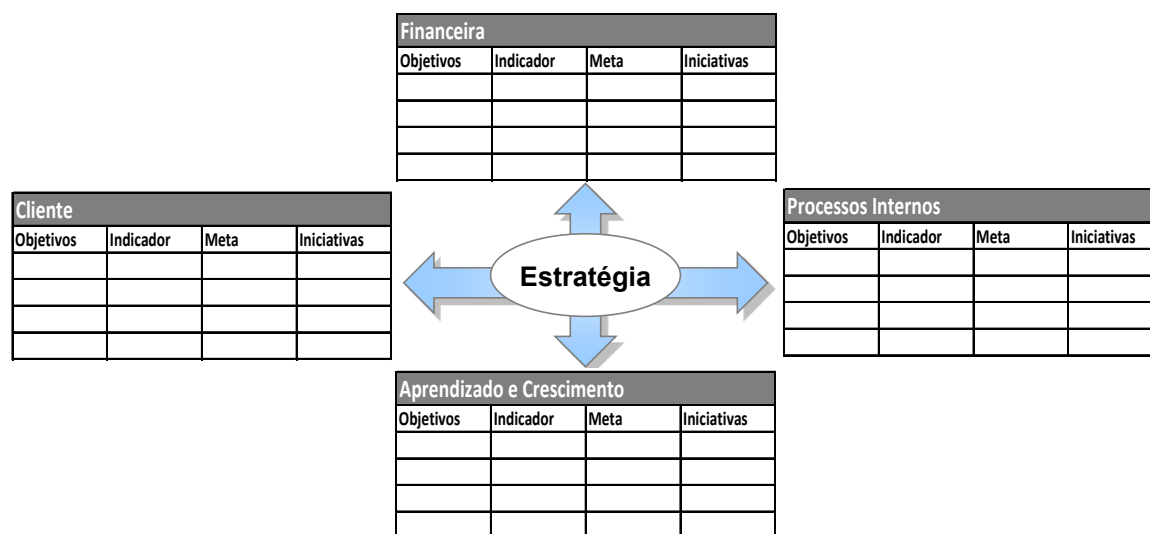 Financeira
Objetivos Indicador Meta Iniciativas
Cliente
Objetivos Indicador Meta Iniciativas
Estratégia
Processos Internos
Objetivos Indicador Meta Iniciativas
Aprendizado e Crescimento
Objetivos Indicador Meta Iniciativas